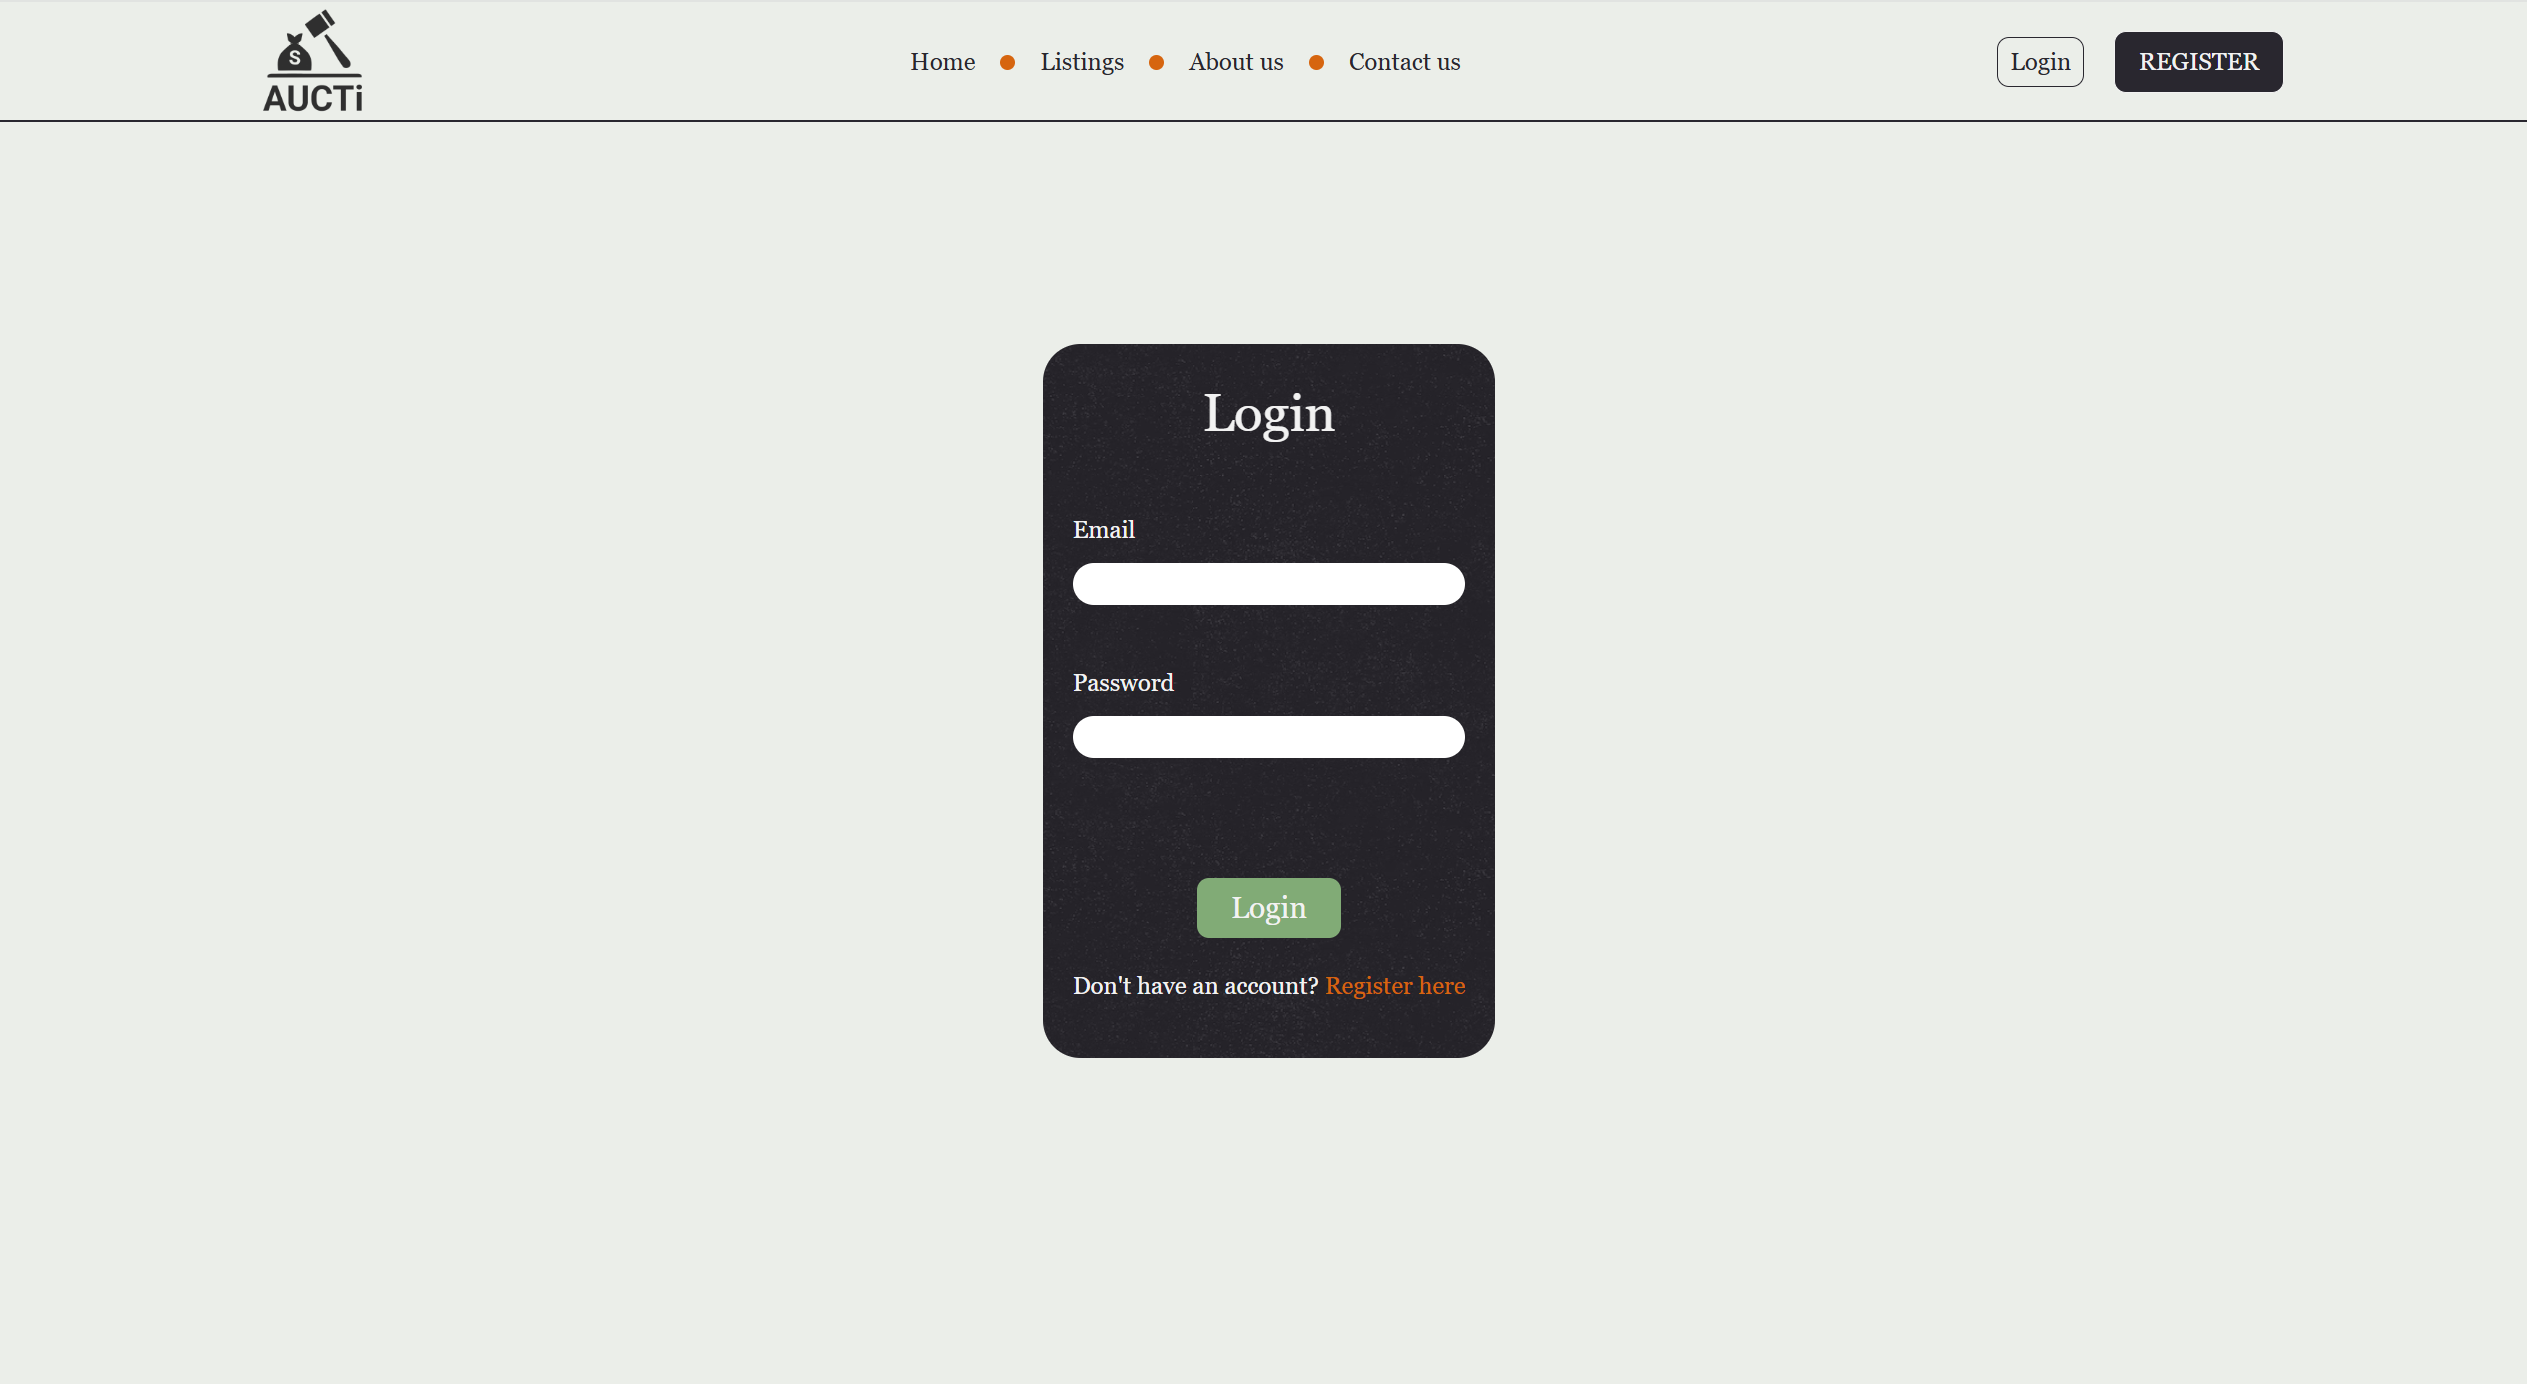 S
AUCTi
Home Listings About us Contact us
Login REGISTER
Login
Email
Password
Login
Don't have an account? Register here